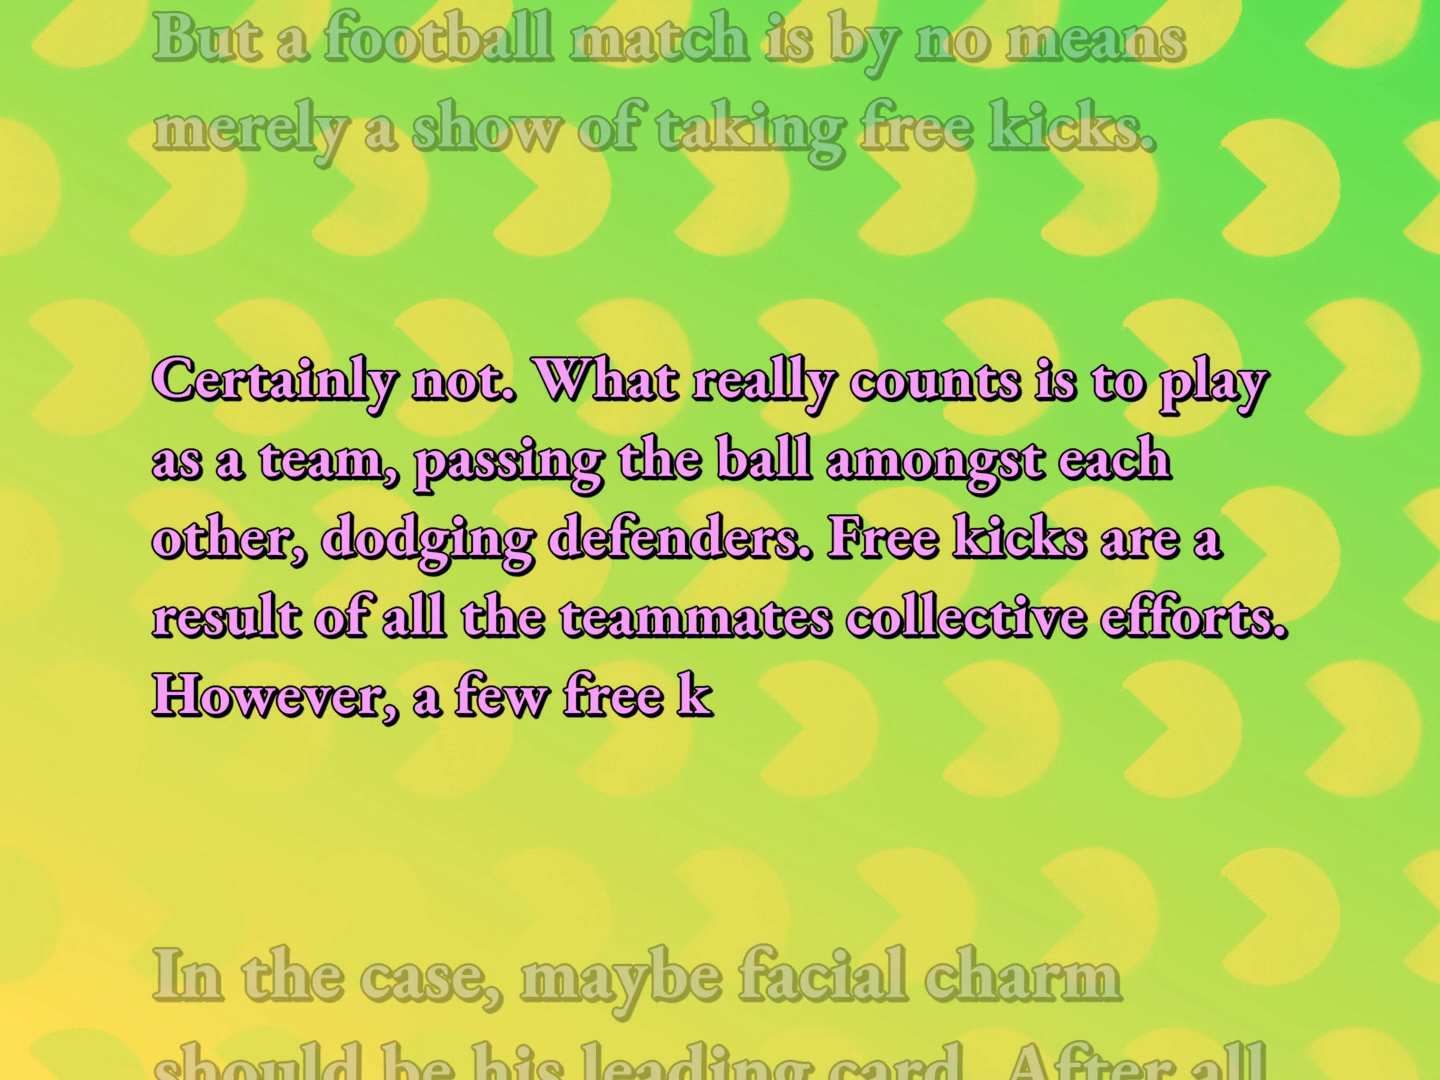 But a football match is by no means
merely a show of taking free kicks.
Certainly not. What really counts is to play
as a team, passing the ball amongst each
other, dodging defenders. Free kicks are a
result of all the teammates collective efforts.
However, a few free k
In the case, maybe facial charm
should be his leading card. After all